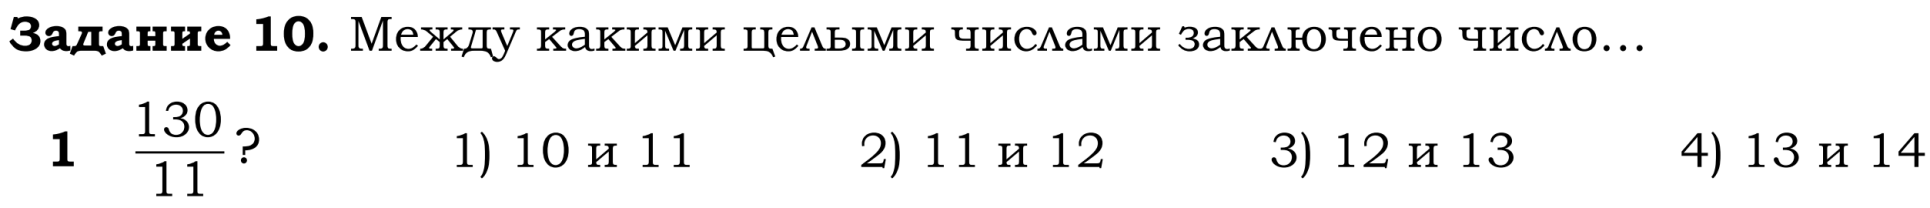 Задание 10. Между какими целыми числами заключено число...
1 130/11? 1) 10 и 11 2) 11 и 12 3) 12 и 13 4) 13 и 14